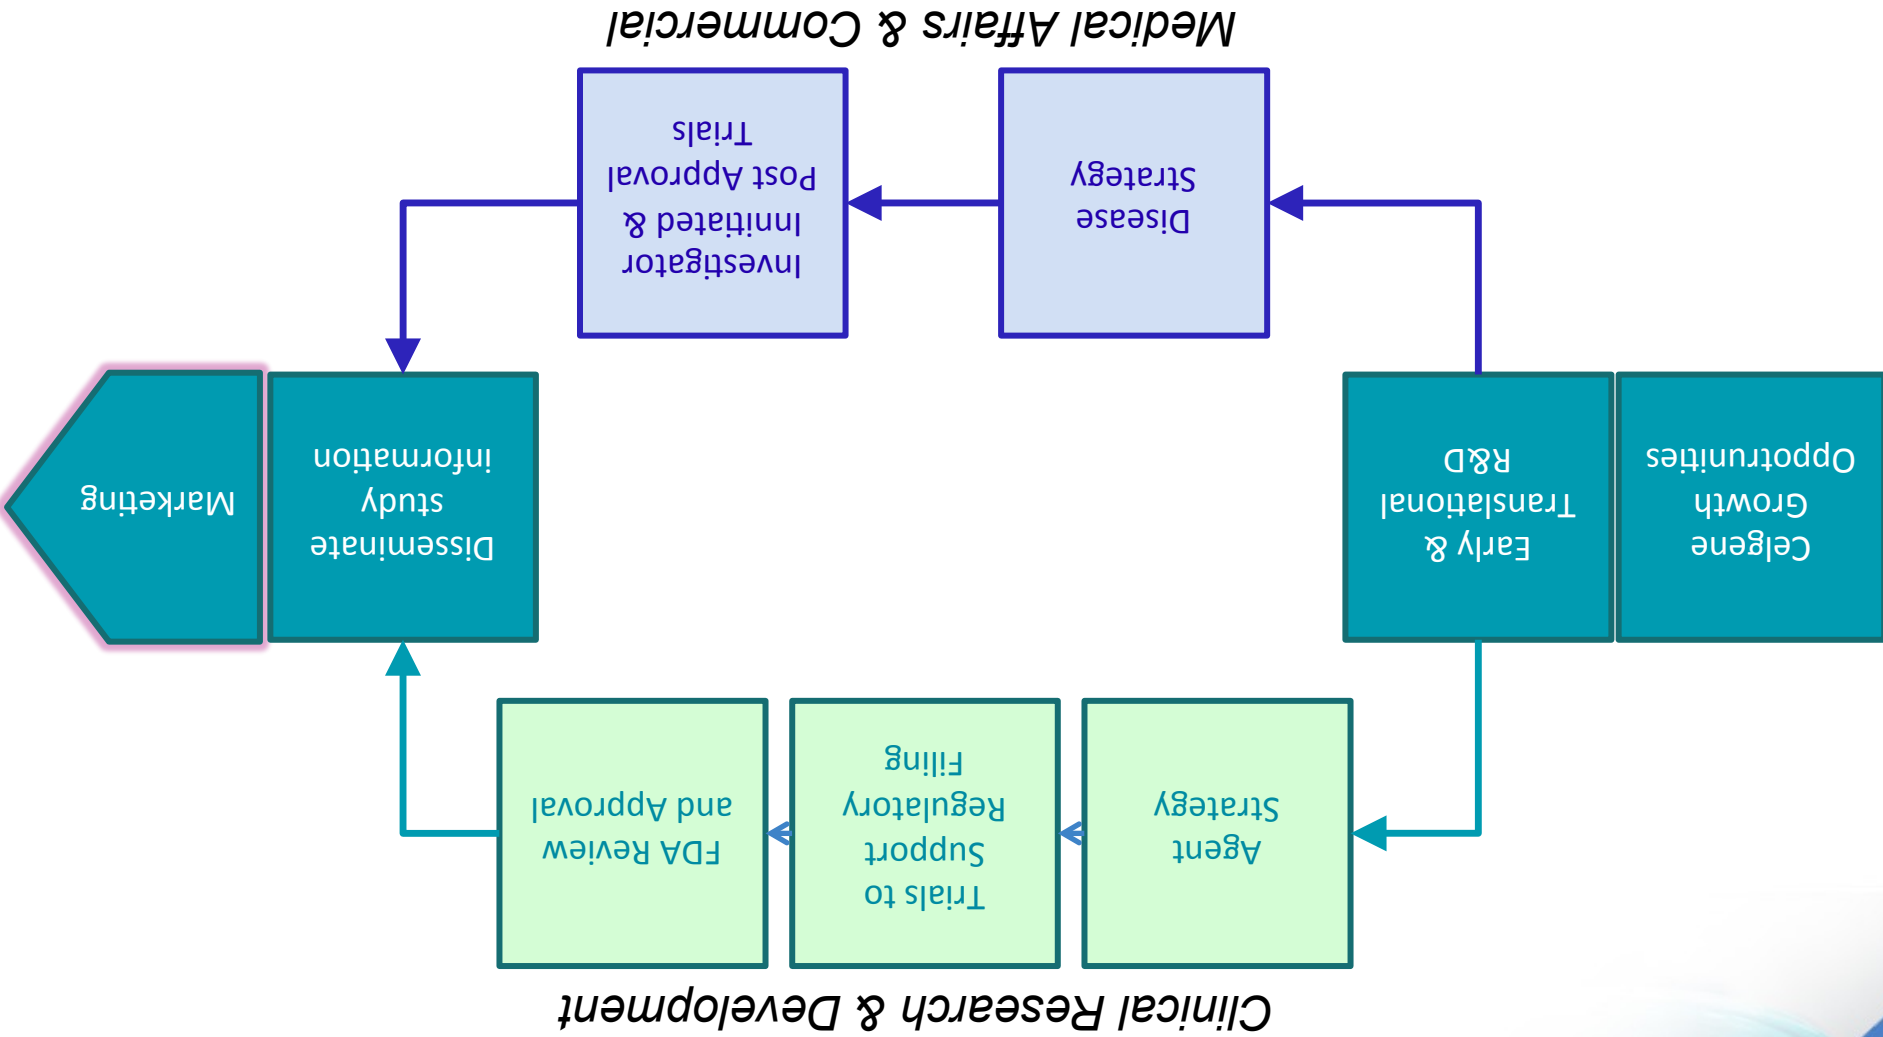 Clinical Research & Development
Agent
Strategy
Trials to
Support
Regulatory
Filing
FDA Review
and Approval
Celgene
Growth
Oppotrunities
Early &
Translational
R&D
Disseminate
study
information
Marketing
Disease
Strategy
Investigator
Innitiated &
Post Approval
Trials
Medical Affairs & Commercial